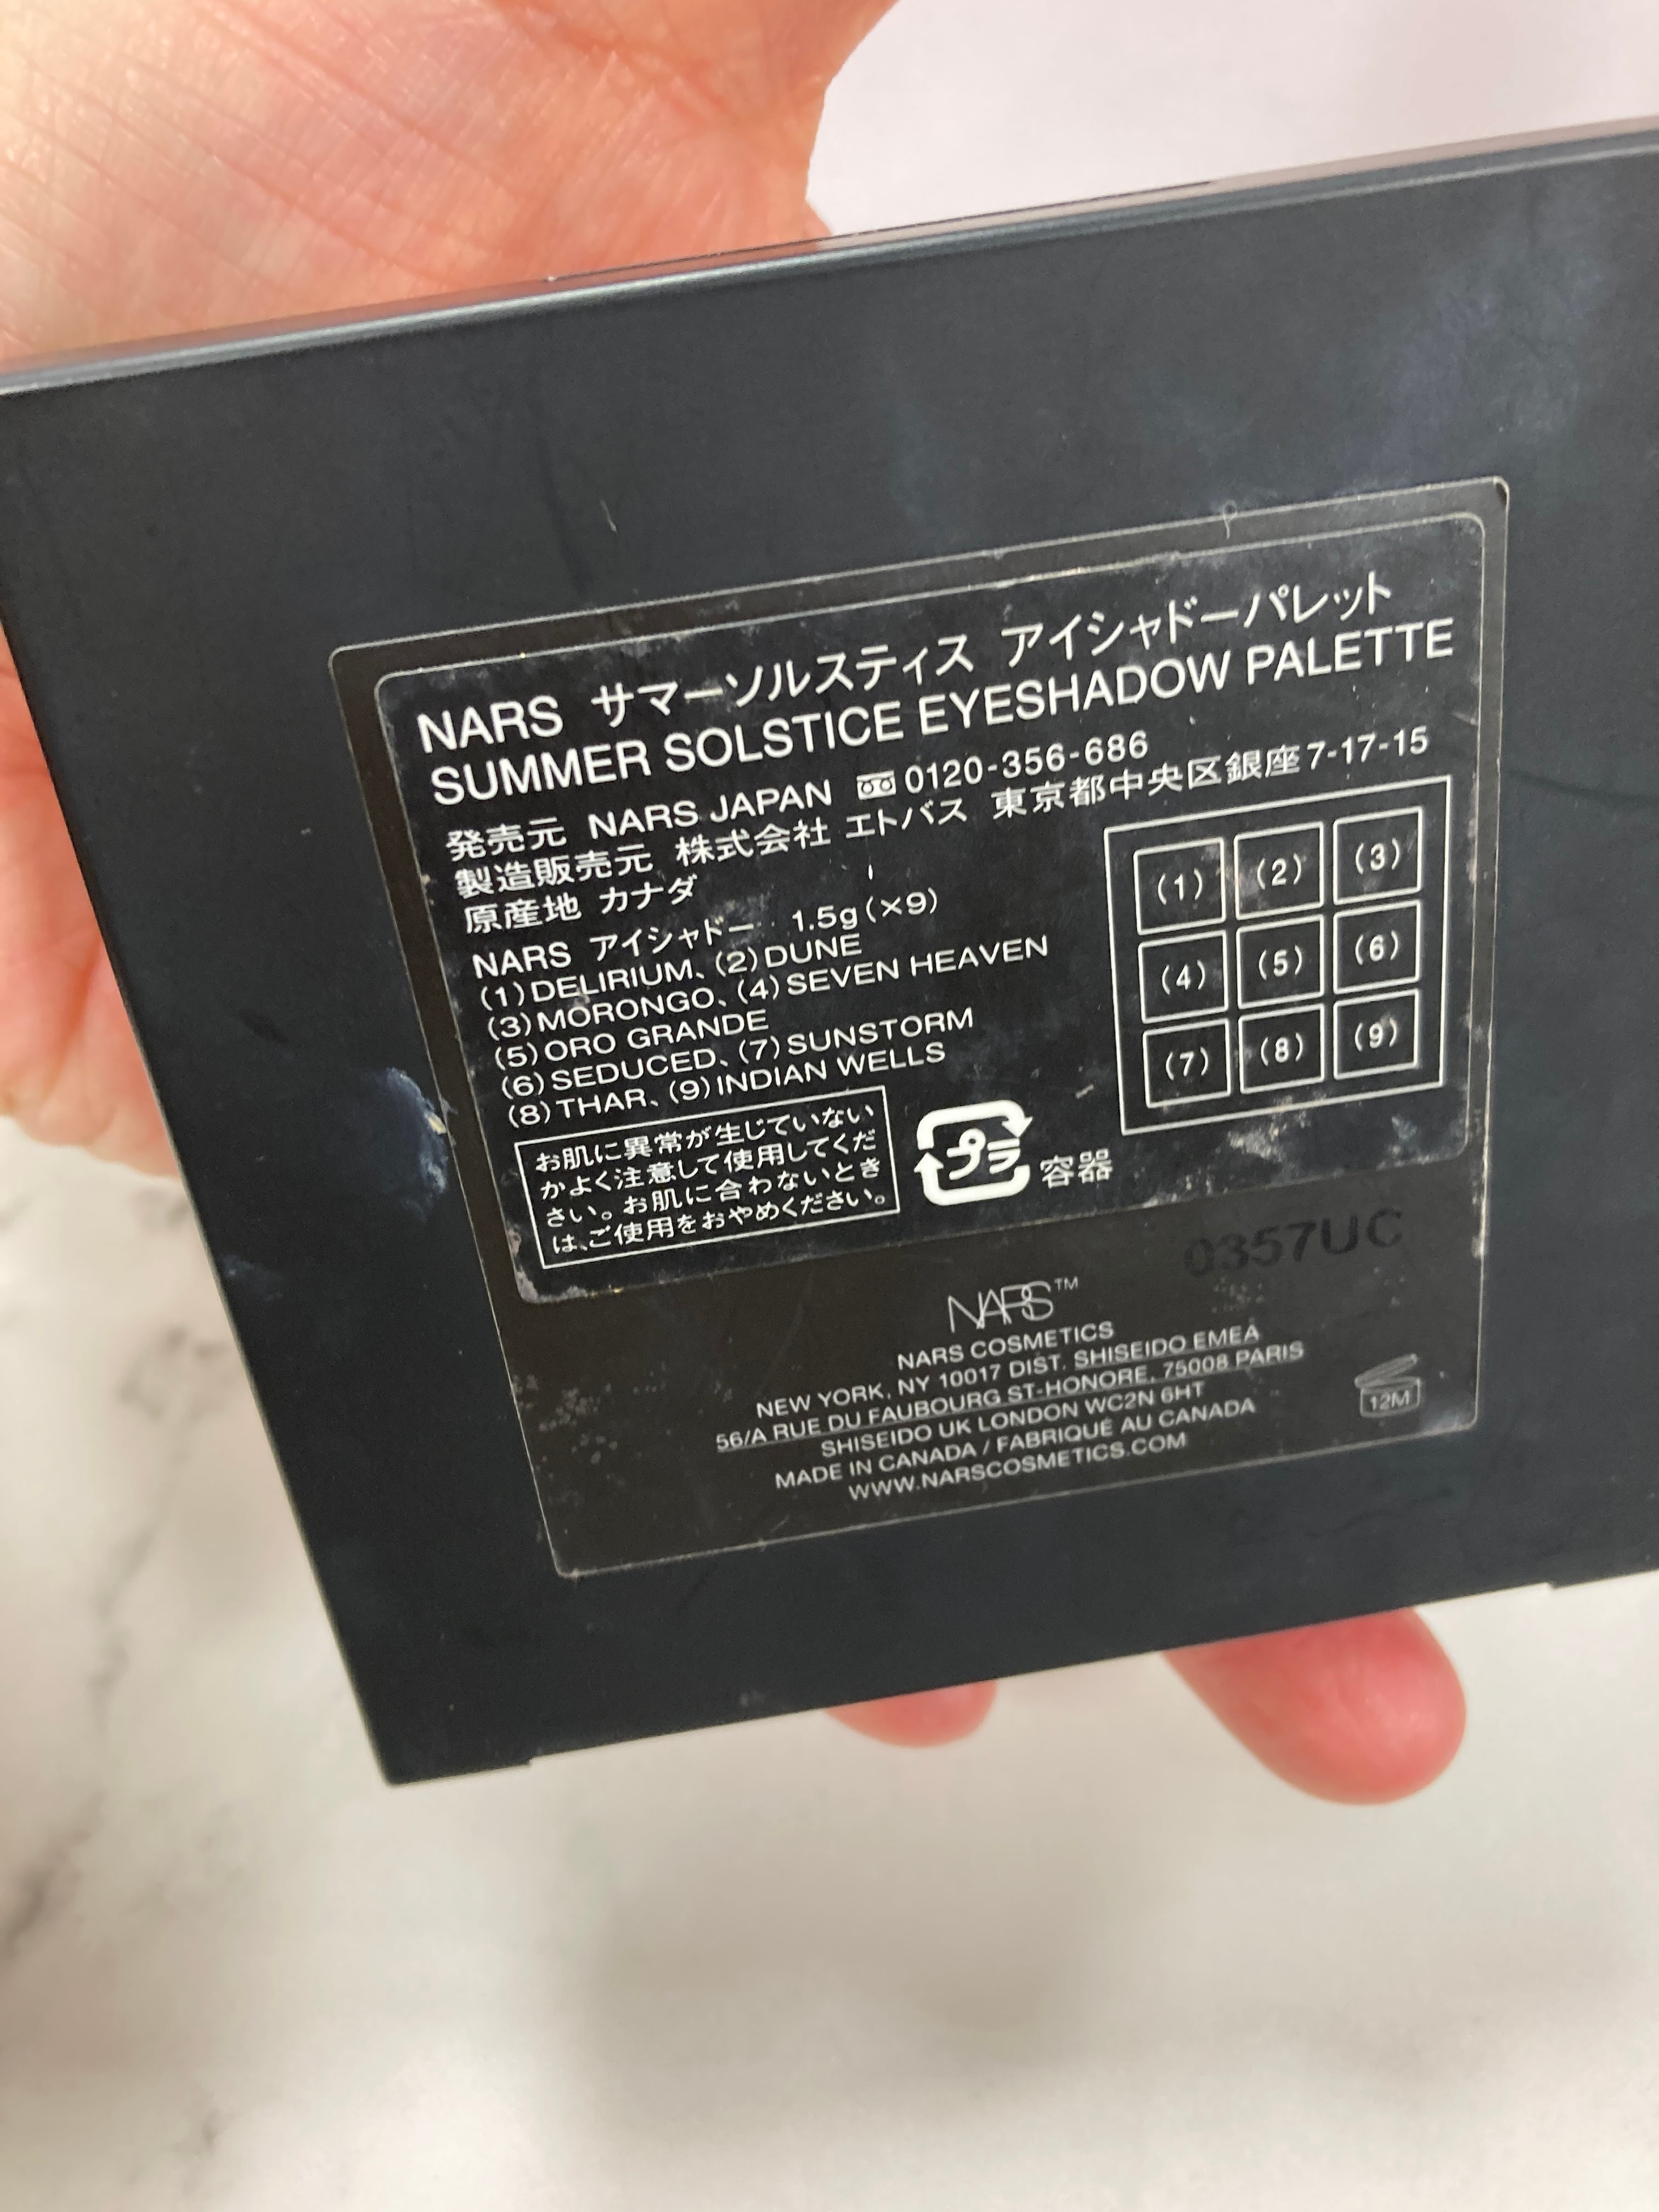 NARS サマーソルスティス アイシャドーパレット
SUMMER SOLSTICE EYESHADOW PALETTE
発売元 NARS JAPAN 0120-356-686
製造販売元 株式会社 エトバス 東京都中央区銀座7-17-15
原産地 カナダ
NARS アイシャドー 1.5g(×9)
(1)DELIRIUM、(2)DUNE
(3)MORONGO、(4)SEVEN HEAVEN
(5)ORO GRANDE
(6)SEDUCED、(7)SUNSTORM
(8)THAR、(9)INDIAN WELLS
(1) (2) (3)
(4) (5) (6)
(7) (8) (9)
お肌に異常が生じていない
かよく注意して使用してくだ
さい。お肌に合わないとき
は、ご使用をおやめください。
プラ 容器
0357UC
NARS™
NARS COSMETICS
NEW YORK, NY 10017 DIST. SHISEIDO EMEA
56/A RUE DU FAUBOURG ST-HONORE, 75008 PARIS
SHISEIDO UK LONDON WC2N 6HT
MADE IN CANADA / FABRIQUÉ AU CANADA
WWW.NARSCOSMETICS.COM
12M